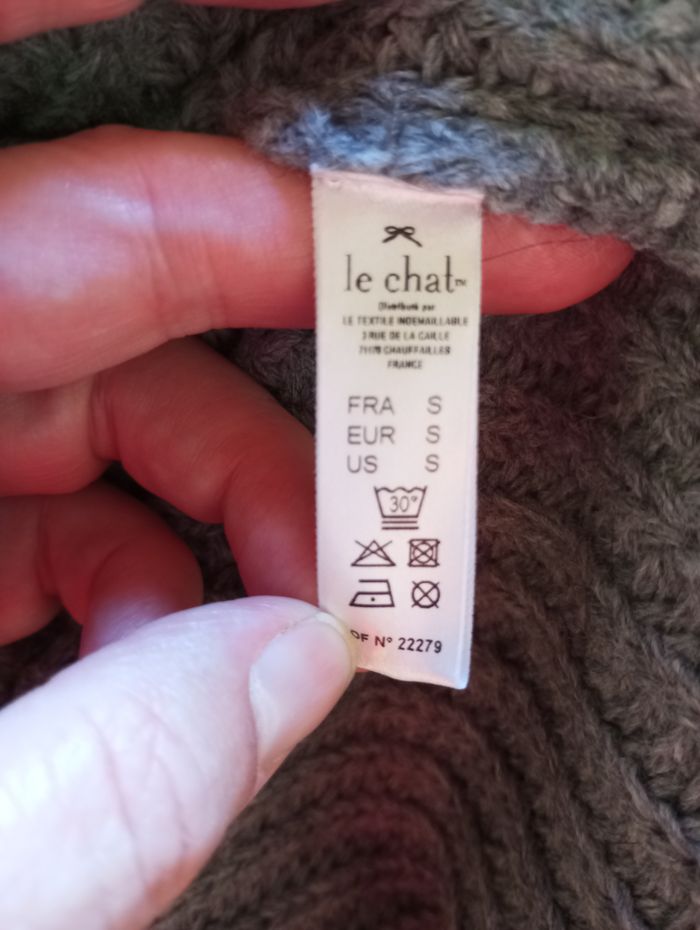 le chat™
Distribué par
LE TEXTILE INDEMAILLABLE
3 RUE DE LA CAILLE
71170 CHAUFFAILLES
FRANCE
FRA S
EUR S
US S
30°
N° 22279